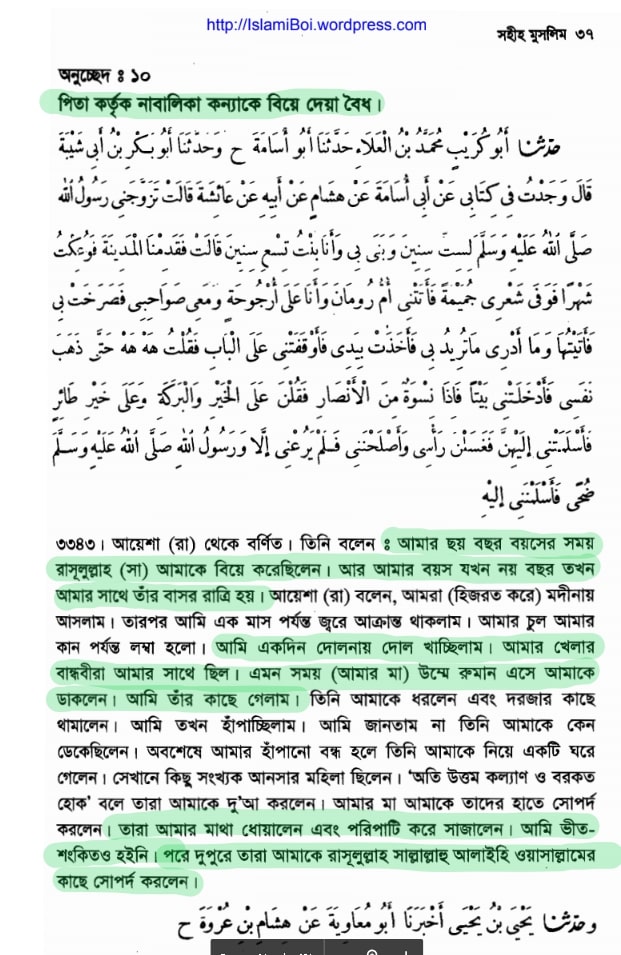 http://IslamiBoi.wordpress.com
সহীহ মুসলিম ৩৭
অনুচ্ছেদ ঃ ১০
পিতা কর্তৃক নাবালিকা কন্যাকে বিয়ে দেয়া বৈধ।
حَدَّثَنَا أَبُو كُرَيْبٍ مُحَمَّدُ بْنُ الْعَلَاءِ حَدَّثَنَا أَبُو أُسَامَةَ ح وَحَدَّثَنَا أَبُو بَكْرِ بْنُ أَبِي شَيْبَةَ
قَالَ وَجَدْتُ فِي كِتَابِي عَنْ أَبِي أُسَامَةَ عَنْ هِشَامٍ عَنْ أَبِيهِ عَنْ عَائِشَةَ قَالَتْ تَزَوَّجَنِي رَسُولُ اللهِ
صَلَّى اللهُ عَلَيْهِ وَسَلَّمَ لِسِتِّ سِنِينَ وَبَنَى بِي وَأَنَا بِنْتُ تِسْعِ سِنِينَ قَالَتْ فَقَدِمْنَا الْمَدِينَةَ فَوُعِكْتُ
شَهْرًا فَوَفَى شَعْرِي جُمَيْمَةً فَأَتَتْنِي أُمُّ رُومَانَ وَأَنَا عَلَى أُرْجُوحَةٍ وَمَعِي صَوَاحِبِي فَصَرَخَتْ بِي
فَأَتَيْتُهَا وَمَا أَدْرِي مَا تُرِيدُ بِي فَأَخَذَتْ بِيَدِي فَأَوْقَفَتْنِي عَلَى الْبَابِ فَقُلْتُ هَهْ هَهْ حَتَّى ذَهَبَ
نَفَسِي فَأَدْخَلَتْنِي بَيْتًا فَإِذَا نِسْوَةٌ مِنَ الْأَنْصَارِ فَقُلْنَ عَلَى الْخَيْرِ وَالْبَرَكَةِ وَعَلَى خَيْرِ طَائِرٍ
فَأَسْلَمَتْنِي إِلَيْهِنَّ فَغَسَلْنَ رَأْسِي وَأَصْلَحْنَنِي فَلَمْ يَرُعْنِي إِلَّا وَرَسُولُ اللهِ صَلَّى اللهُ عَلَيْهِ وَسَلَّمَ
ضُحًى فَأَسْلَمْنَنِي إِلَيْهِ
৩৩৪৩। আয়েশা (রা) থেকে বর্ণিত। তিনি বলেন ঃ আমার ছয় বছর বয়সের সময়
রাসূলুল্লাহ (সা) আমাকে বিয়ে করেছিলেন। আর আমার বয়স যখন নয় বছর তখন
আমার সাথে তাঁর বাসর রাত্রি হয়। আয়েশা (রা) বলেন, আমরা (হিজরত করে) মদীনায়
আসলাম। তারপর আমি এক মাস পর্যন্ত জ্বরে আক্রান্ত থাকলাম। আমার চুল আমার
কান পর্যন্ত লম্বা হলো। আমি একদিন দোলনায় দোল খাচ্ছিলাম। আমার খেলার
বান্ধবীরা আমার সাথে ছিল। এমন সময় (আমার মা) উম্মে রুমান এসে আমাকে
ডাকলেন। আমি তাঁর কাছে গেলাম। তিনি আমাকে ধরলেন এবং দরজার কাছে
থামালেন। আমি তখন হাঁপাচ্ছিলাম। আমি জানতাম না তিনি আমাকে কেন
ডেকেছিলেন। অবশেষে আমার হাঁপানো বন্ধ হলে তিনি আমাকে নিয়ে একটি ঘরে
গেলেন। সেখানে কিছু সংখ্যক আনসার মহিলা ছিলেন। ‘অতি উত্তম কল্যাণ ও বরকত
হোক’ বলে তারা আমাকে দু’আ করলেন। আমার মা আমাকে তাদের হাতে সোপর্দ
করলেন। তারা আমার মাথা ধোয়ালেন এবং পরিপাটি করে সাজালেন। আমি ভীত-
শংকিতও হইনি। পরে দুপুরে তারা আমাকে রাসূলুল্লাহ সাল্লাল্লাহু আলাইহি ওয়াসাল্লামের
কাছে সোপর্দ করলেন।
وحَدَّثَنَا يَحْيَى بْنُ يَحْيَى أَخْبَرَنَا أَبُو مُعَاوِيَةَ عَنْ هِشَامِ بْنِ عُرْوَةَ ح